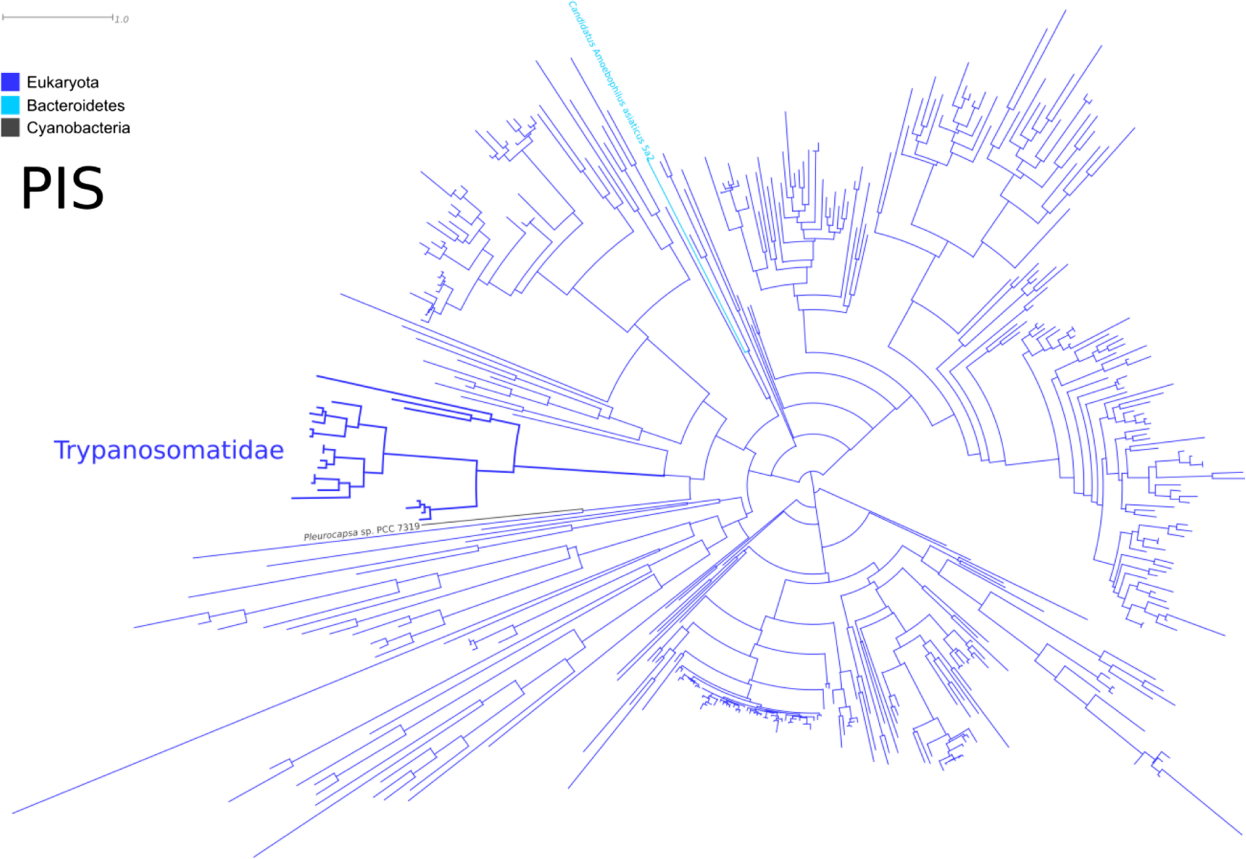 1.0
Candidatus Amoebophilus asiaticus 5a2
Eukaryota
Bacteroidetes
Cyanobacteria
PIS
Trypanosomatidae
Pleurocapsa sp. PCC 7319